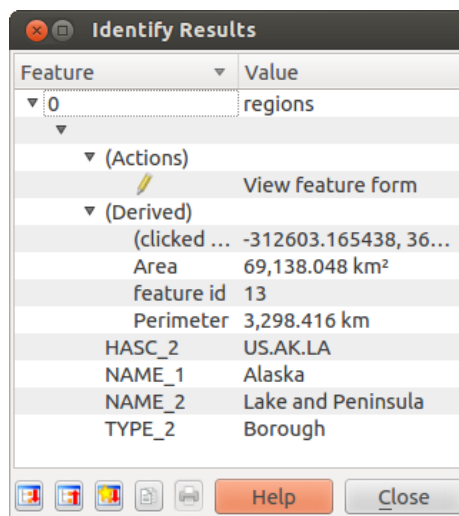 Identify Results
Feature Value
0 regions
(Actions)
View feature form
(Derived)
(clicked ... -312603.165438, 36...
Area 69,138.048 km²
feature id 13
Perimeter 3,298.416 km
HASC_2 US.AK.LA
NAME_1 Alaska
NAME_2 Lake and Peninsula
TYPE_2 Borough
Help Close